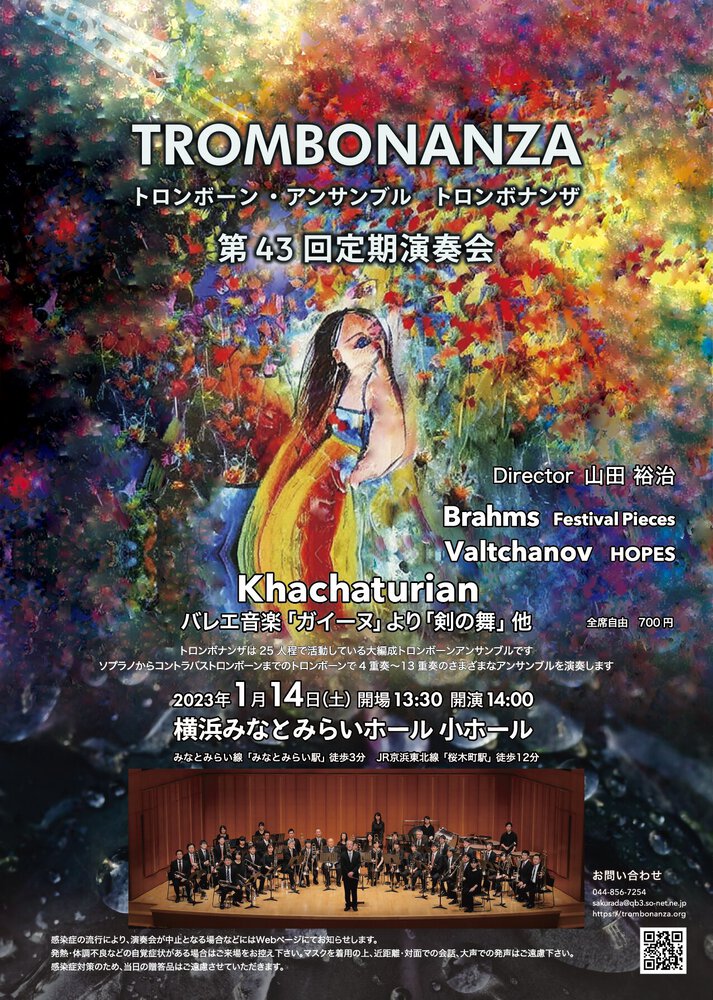 TROMBONANZA
トロンボーン・アンサンブル　トロンボナンザ
第 43 回定期演奏会
Director 山田 裕治
Brahms Festival Pieces
Valtchanov HOPES
Khachaturian
バレエ音楽「ガイーヌ」より「剣の舞」他
全席自由　700 円
トロンボナンザは 25 人程で活動している大編成トロンボーンアンサンブルです
ソプラノからコントラバストロンボーンまでのトロンボーンで 4 重奏〜13 重奏のさまざまなアンサンブルを演奏します
2023年1月14日(土) 開場 13:30 開演 14:00
横浜みなとみらいホール 小ホール
みなとみらい線「みなとみらい駅」徒歩3分　JR京浜東北線「桜木町駅」徒歩12分
お問い合わせ
044-856-7254
sakurada@qb3.so-net.ne.jp
https://trombonanza.org
感染症の流行により、演奏会が中止となる場合などにはWebページにてお知らせします。
発熱・体調不良などの自覚症状がある場合はご来場をお控え下さい。マスクを着用の上、近距離・対面での会話、大声での発声はご遠慮下さい。
感染症対策のため、当日の贈答品はご遠慮させていただきます。